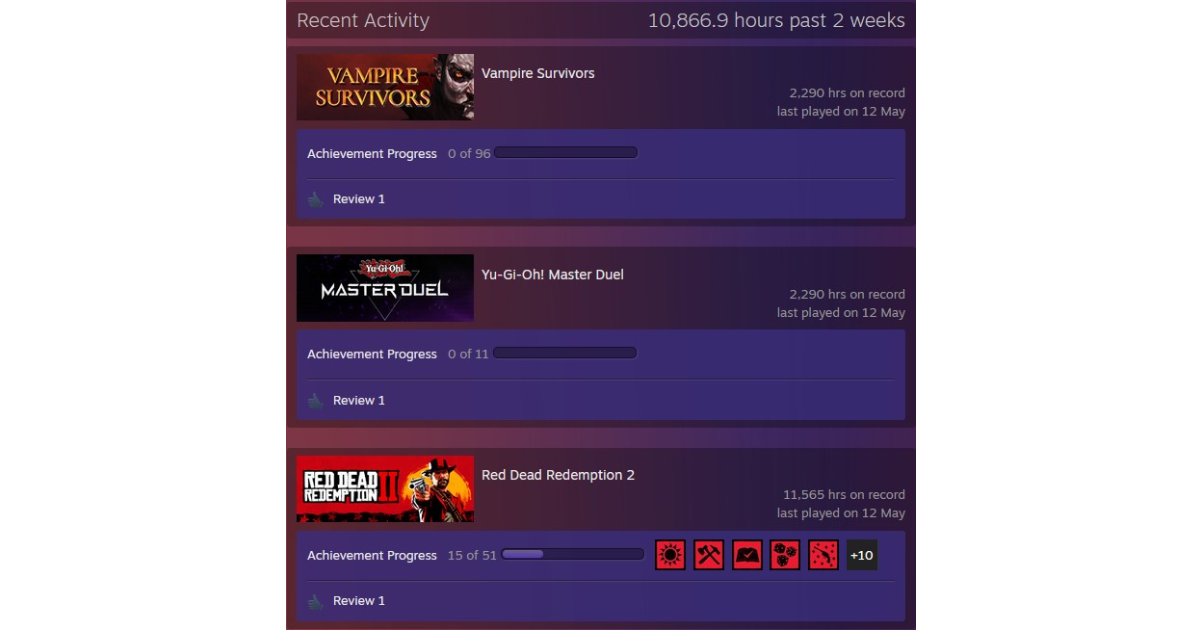 Recent Activity
10,866.9 hours past 2 weeks
VAMPIRE
SURVIVORS
Vampire Survivors
2,290 hrs on record
last played on 12 May
Achievement Progress 0 of 96
Review 1
Yu-Gi-Oh!
MASTER DUEL
Yu-Gi-Oh! Master Duel
2,290 hrs on record
last played on 12 May
Achievement Progress 0 of 11
Review 1
RED DEAD
REDEMPTION II
Red Dead Redemption 2
11,565 hrs on record
last played on 12 May
Achievement Progress 15 of 51 +10
Review 1